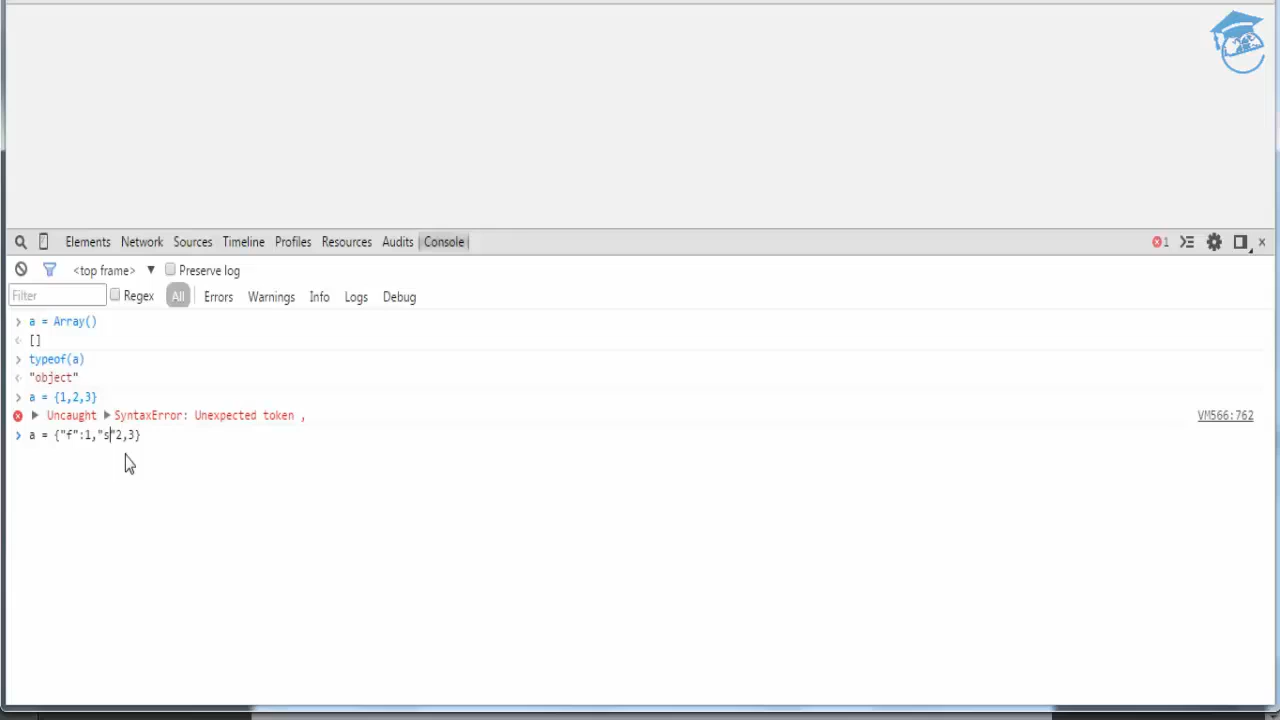 Elements Network Sources Timeline Profiles Resources Audits Console 1
<top frame> Preserve log
Filter Regex All Errors Warnings Info Logs Debug
a = Array()
[]
typeof(a)
"object"
a = {1,2,3}
Uncaught SyntaxError: Unexpected token , VM566:762
a = {"f":1,"s"2,3}